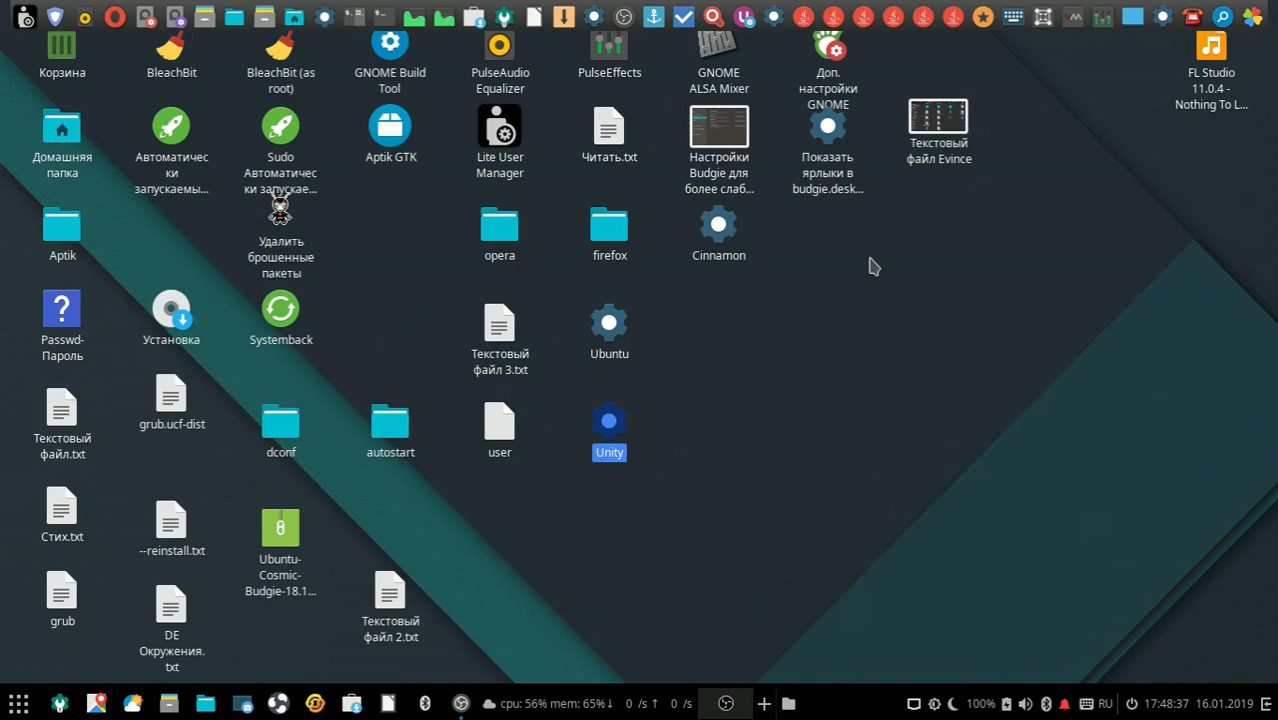 Корзина
BleachBit
BleachBit (as
root)
GNOME Build
Tool
PulseAudio
Equalizer
PulseEffects
GNOME
ALSA Mixer
Доп.
настройки
GNOME
FL Studio
11.0.4 -
Nothing To L...
Домашняя
папка
Автоматичес
ки
запускаемы...
Sudo
Автоматичес
ки запускае...
Aptik GTK
Lite User
Manager
Читать.txt
Настройки
Budgie для
более слаб...
Показать
ярлыки в
budgie.desk...
Текстовый
файл Evince
Aptik
Удалить
брошенные
пакеты
opera
firefox
Cinnamon
Passwd-
Пароль
Установка
Systemback
Текстовый
файл 3.txt
Ubuntu
Текстовый
файл.txt
grub.ucf-dist
dconf
autostart
user
Unity
Стих.txt
--reinstall.txt
Ubuntu-
Cosmic-
Budgie-18.1...
grub
DE
Окружения.
txt
Текстовый
файл 2.txt
cpu: 56% mem: 65%↓ 0 /s↑ 0 /s
100%
RU
17:48:37 16.01.2019